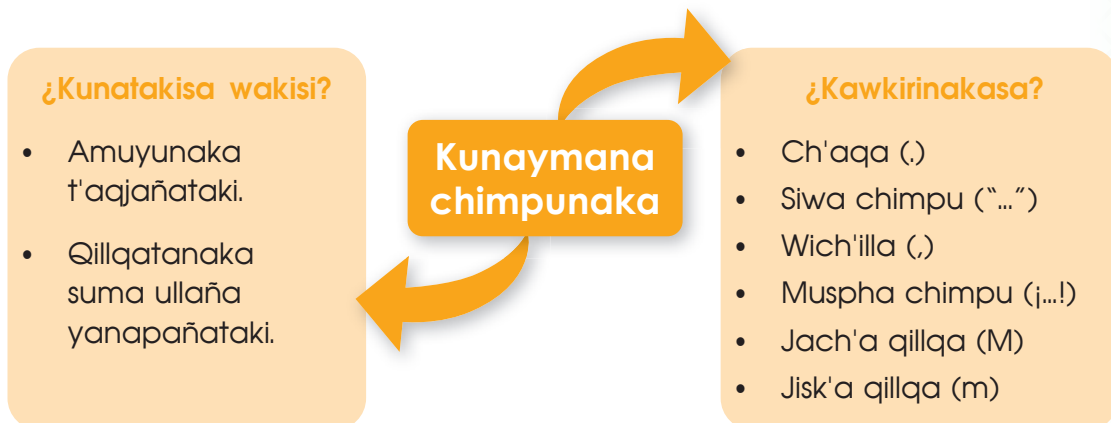 ¿Kunatakisa wakisi?
• Amuyunaka
t'aqjañataki.
• Qillqatanaka
suma ullaña
yanapañataki.
Kunaymana
chimpunaka
¿Kawkirinakasa?
• Ch'aqa (.)
• Siwa chimpu (“...”)
• Wich'illa (,)
• Muspha chimpu (¡...!)
• Jach'a qillqa (M)
• Jisk'a qillqa (m)